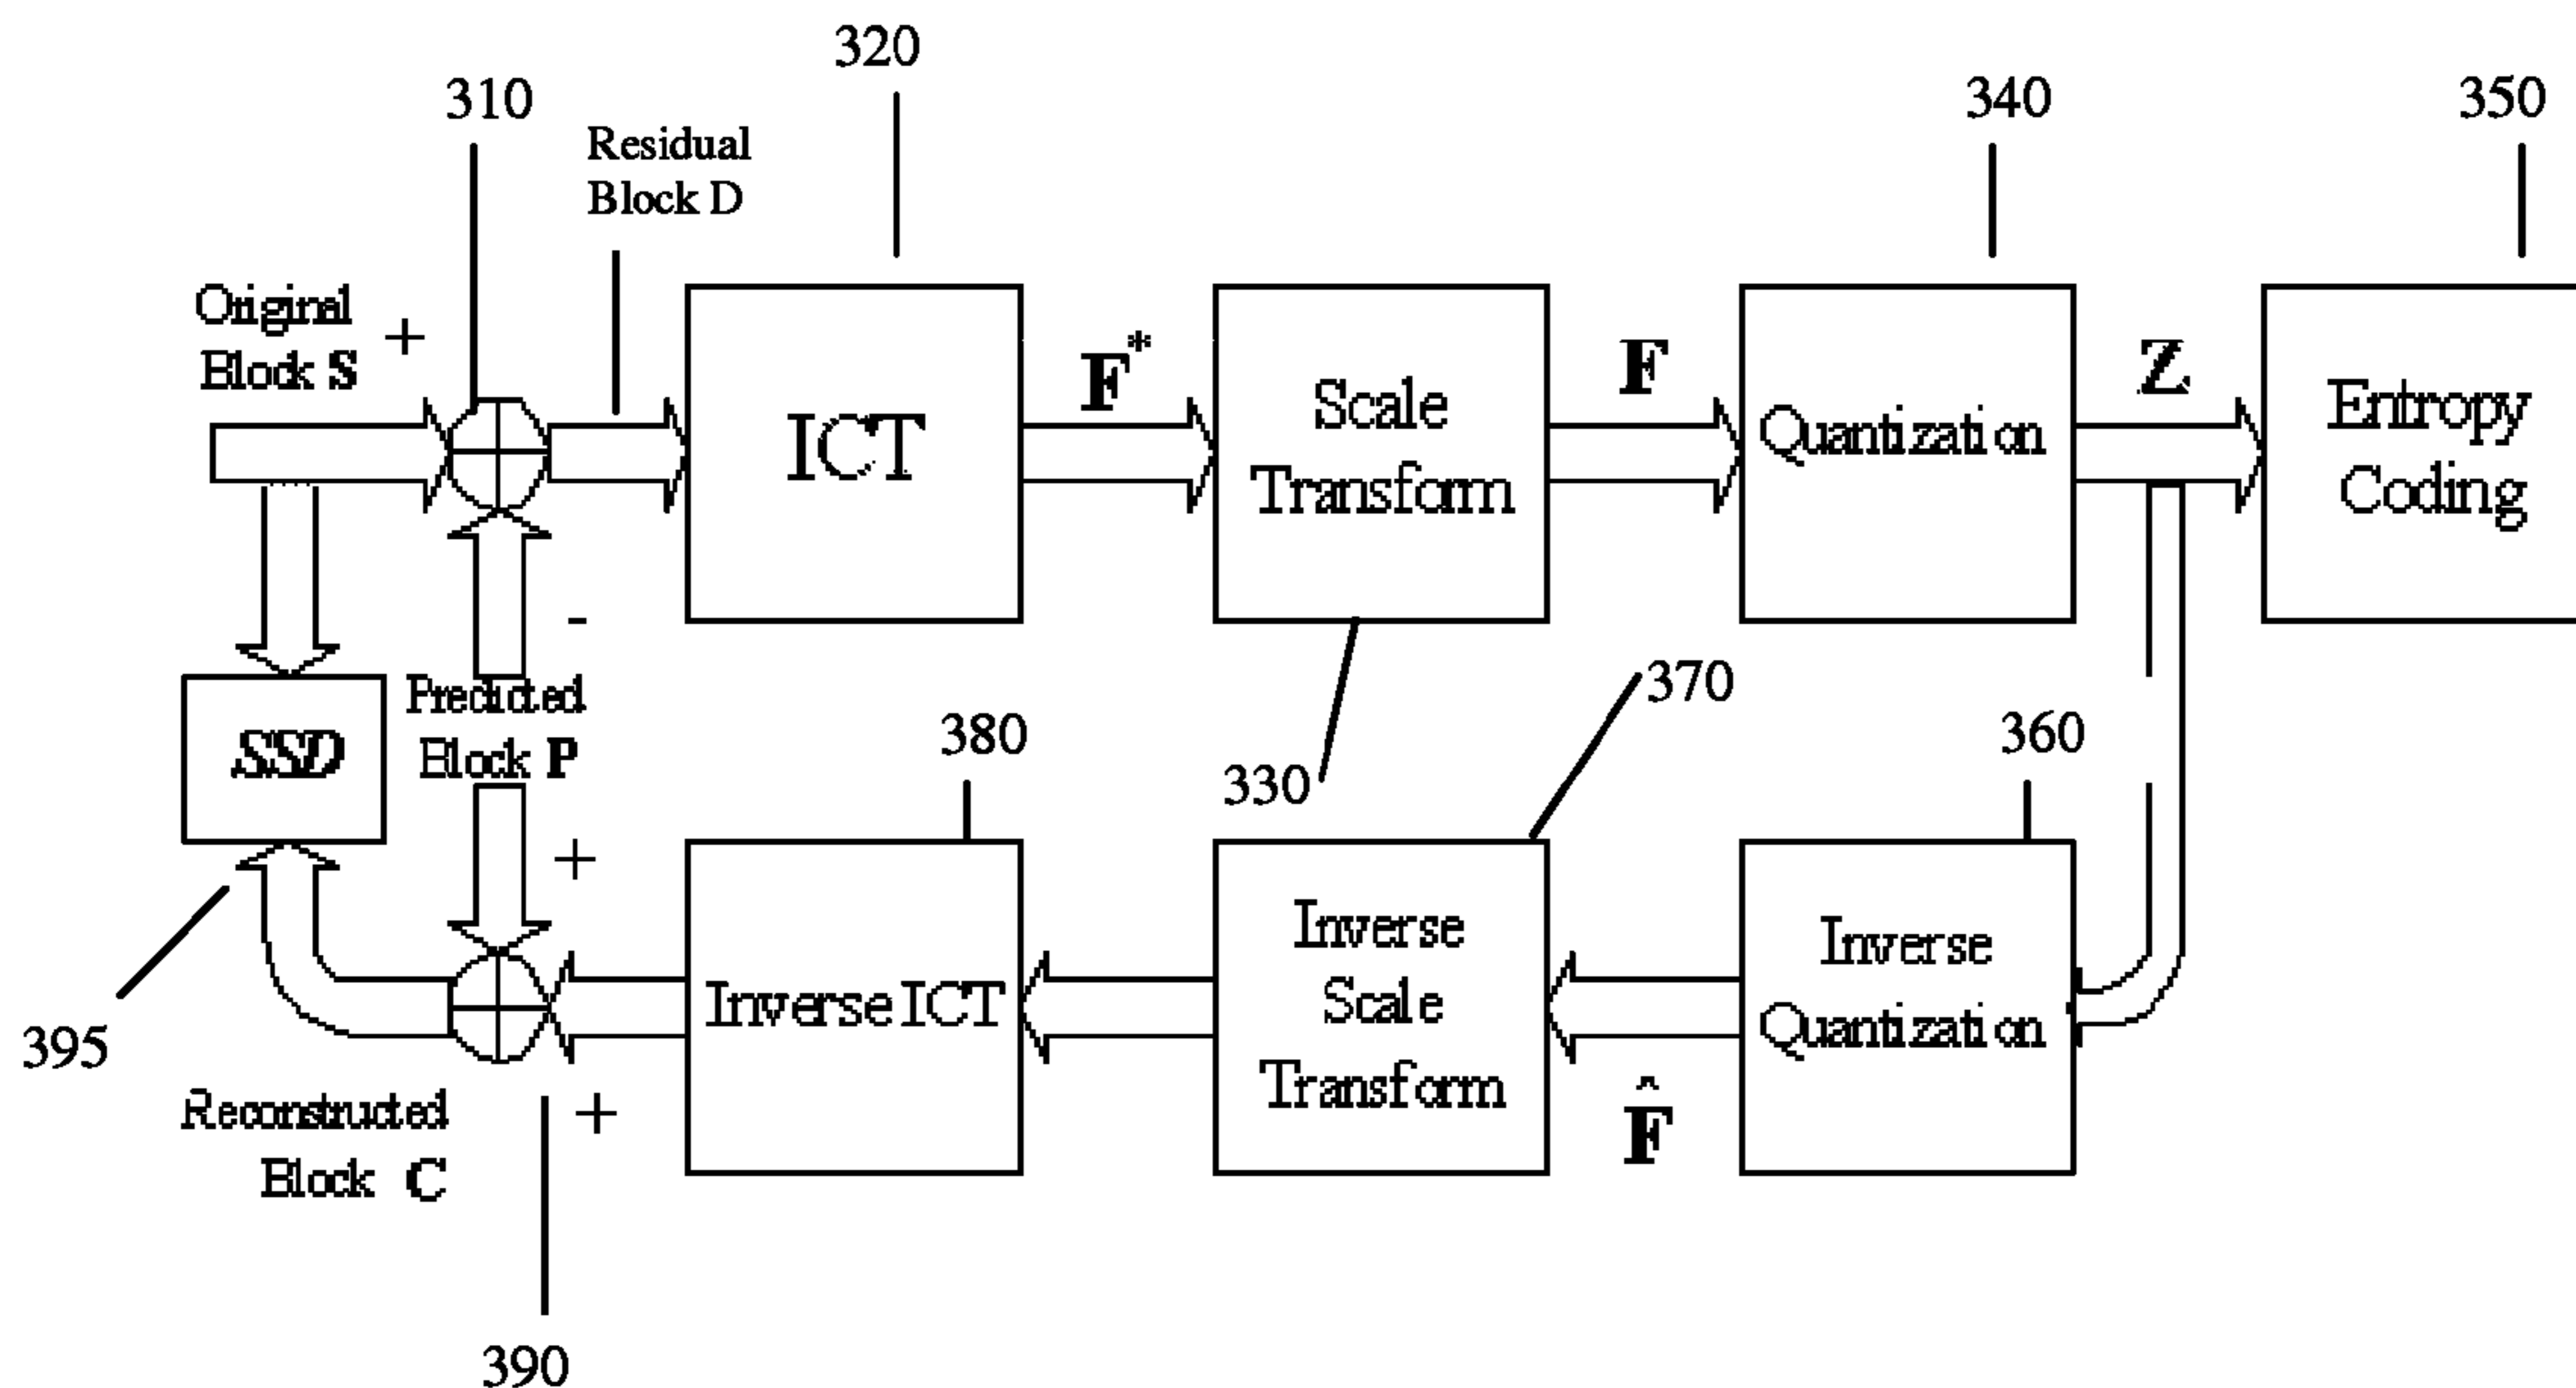 320
310
340
350
Residual
Block D
Original
Block S
+
ICT
F*
Scale
Transform
F
Quantization
Z
Entropy
Coding
-
SSD
Predicted
Block P
+
380
330
370
360
395
Inverse ICT
Inverse
Scale
Transform
F̂
Inverse
Quantization
Reconstructed
Block C
+
390